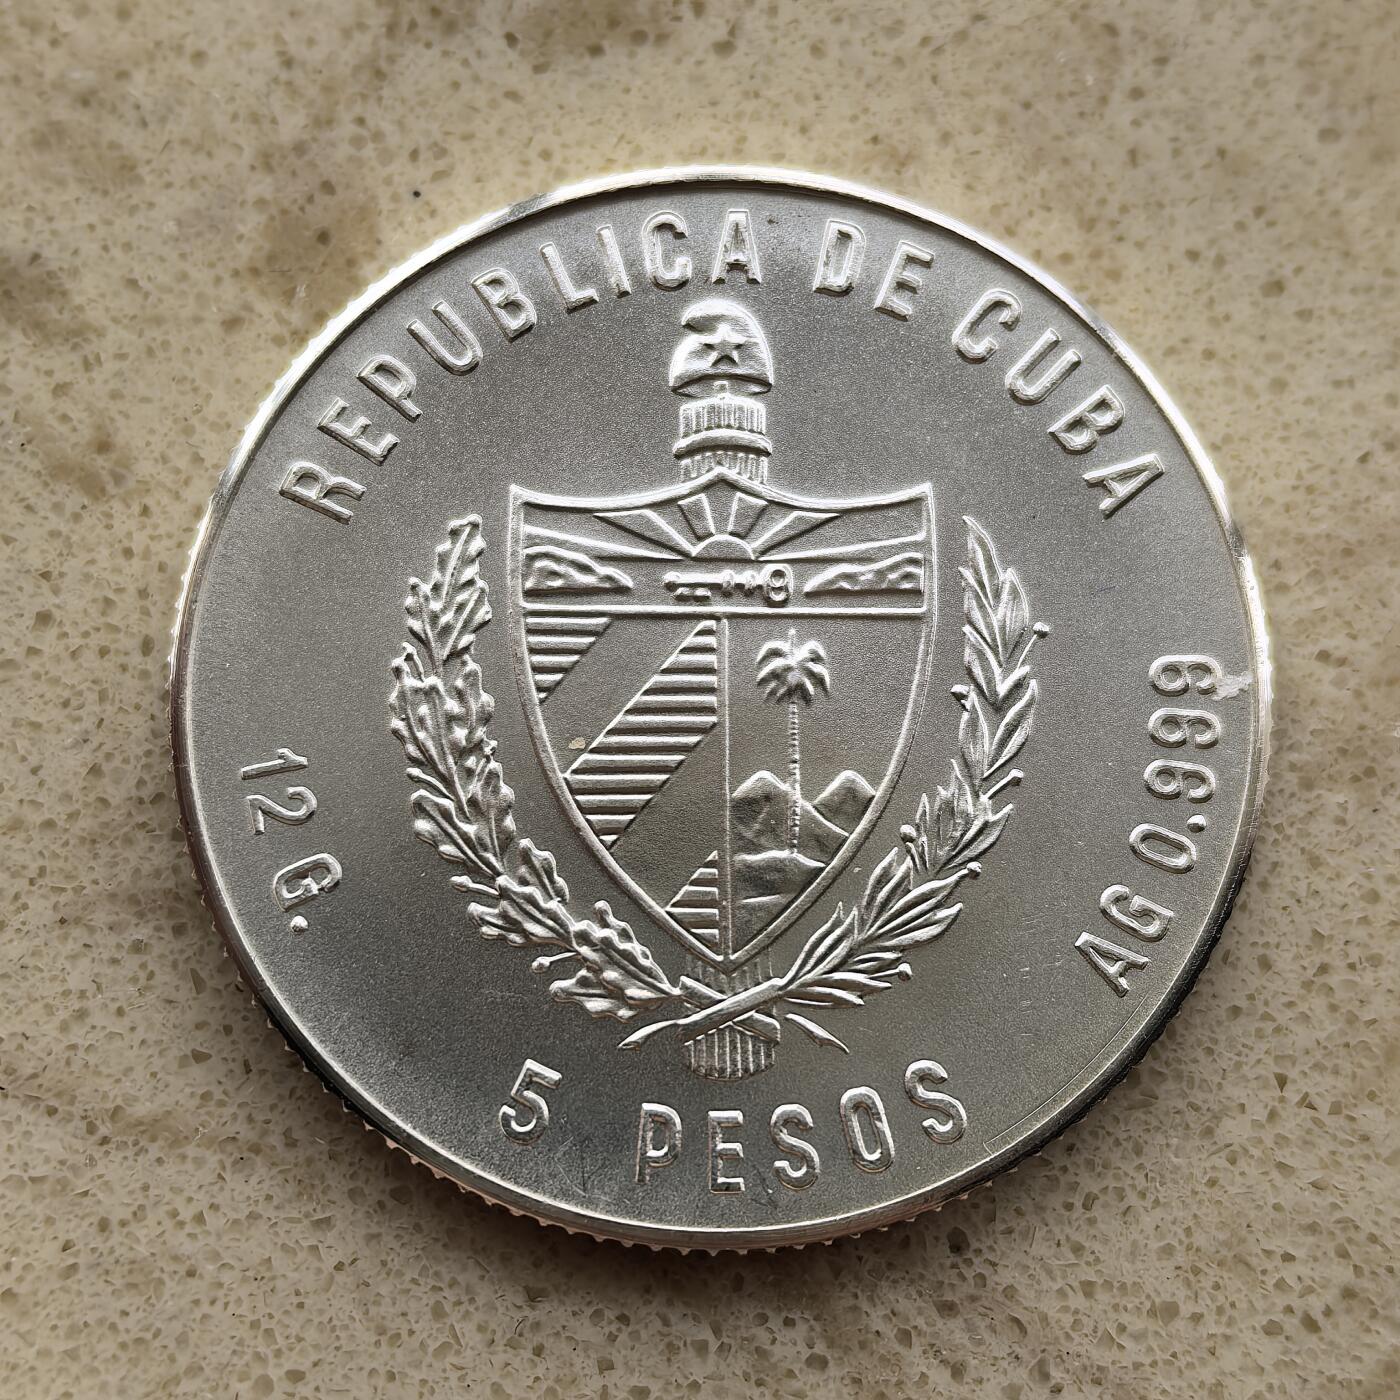 REPUBLICA DE CUBA
12 G.
AG 0.999
5 PESOS